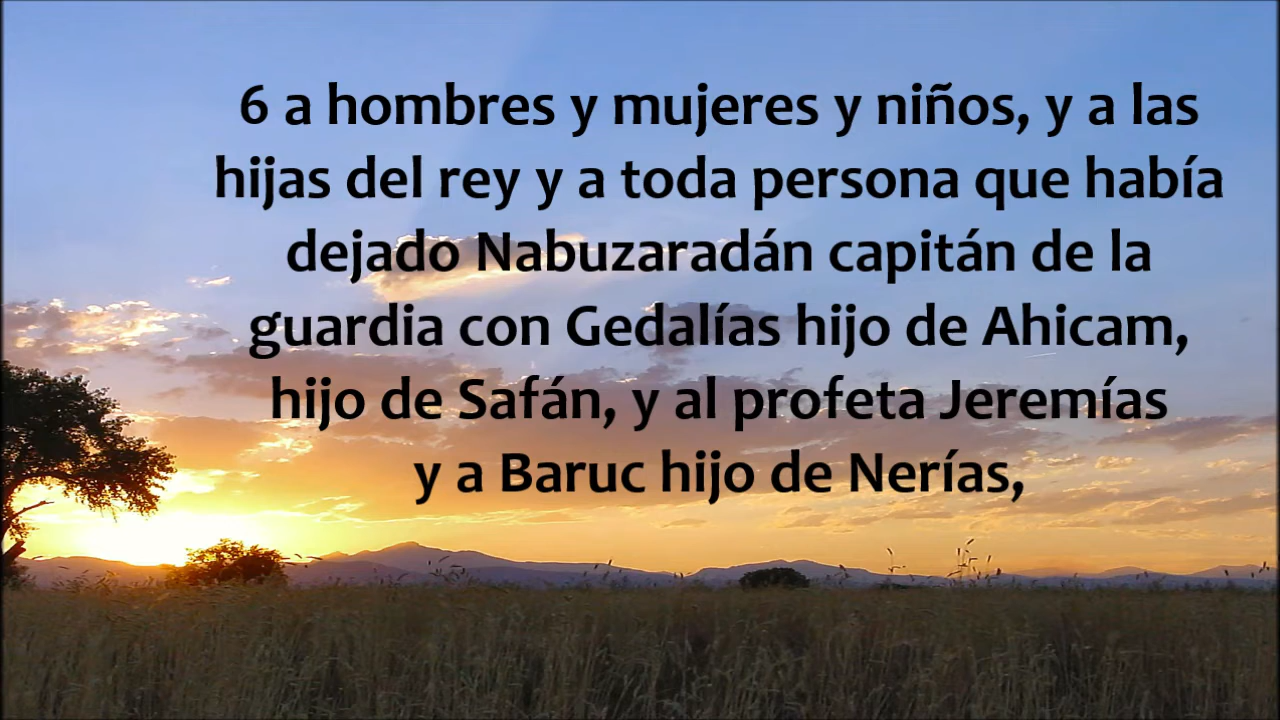 6 a hombres y mujeres y niños, y a las
hijas del rey y a toda persona que había
dejado Nabuzaradán capitán de la
guardia con Gedalías hijo de Ahicam,
hijo de Safán, y al profeta Jeremías
y a Baruc hijo de Nerías,